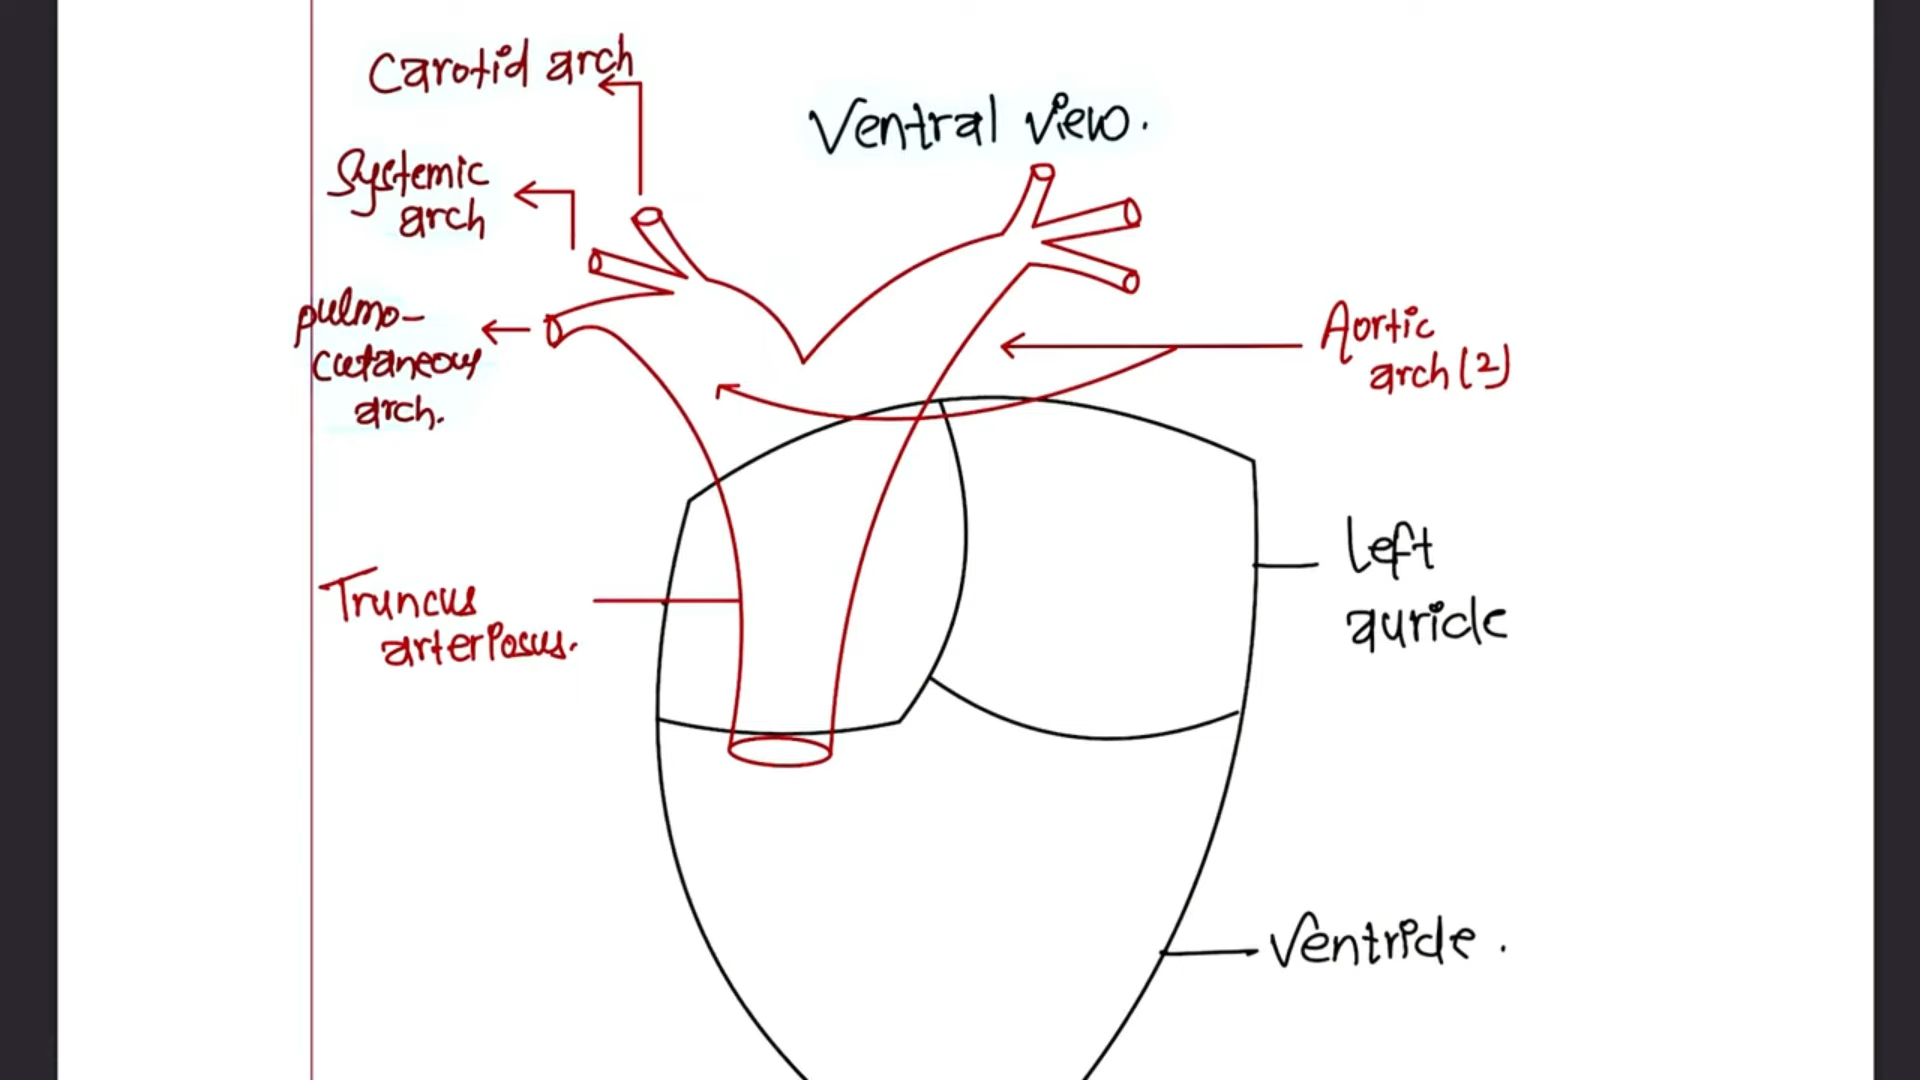 Carotid arch
Ventral view.
Systemic
arch
pulmo-
cutaneous
arch.
Aortic
arch (2)
Left
auricle
Truncus
arteriosus.
Ventricle.